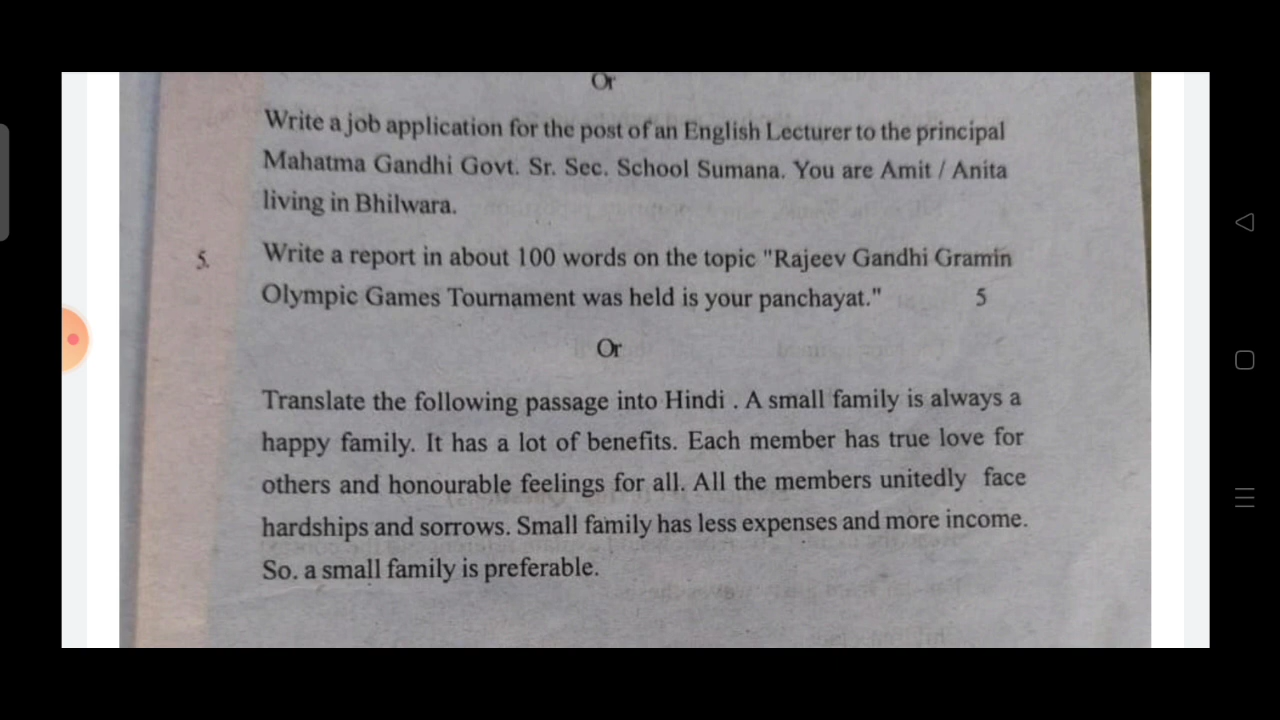 Or
Write a job application for the post of an English Lecturer to the principal
Mahatma Gandhi Govt. Sr. Sec. School Sumana. You are Amit / Anita
living in Bhilwara.
5. Write a report in about 100 words on the topic "Rajeev Gandhi Gramin
Olympic Games Tournament was held is your panchayat." 5
Or
Translate the following passage into Hindi . A small family is always a
happy family. It has a lot of benefits. Each member has true love for
others and honourable feelings for all. All the members unitedly face
hardships and sorrows. Small family has less expenses and more income.
So. a small family is preferable.